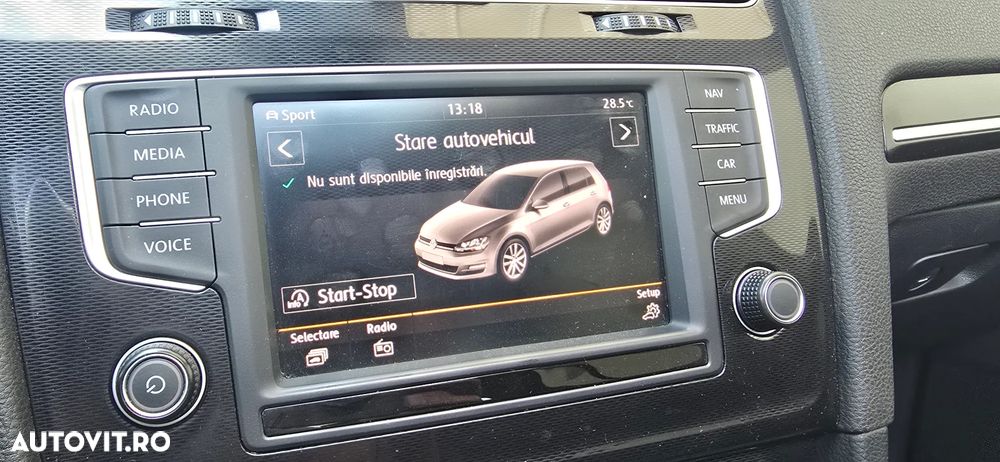 RADIO
MEDIA
PHONE
VOICE
Sport
13:18
28.5°C
Stare autovehicul
Nu sunt disponibile înregistrări.
info
Start-Stop
Selectare
Radio
Setup
NAV
TRAFFIC
CAR
MENU
AUTOVIT.RO